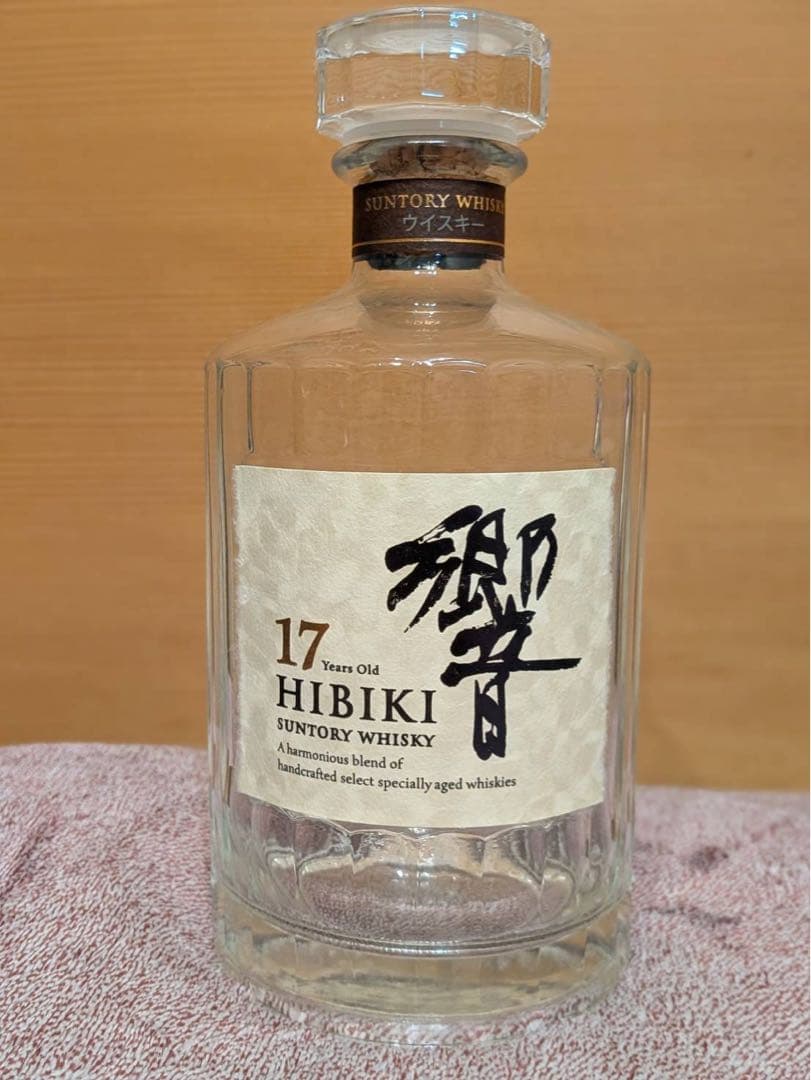 SUNTORY WHISKY
ウイスキー
響
17 Years Old
HIBIKI
SUNTORY WHISKY
A harmonious blend of
handcrafted select specially aged whiskies